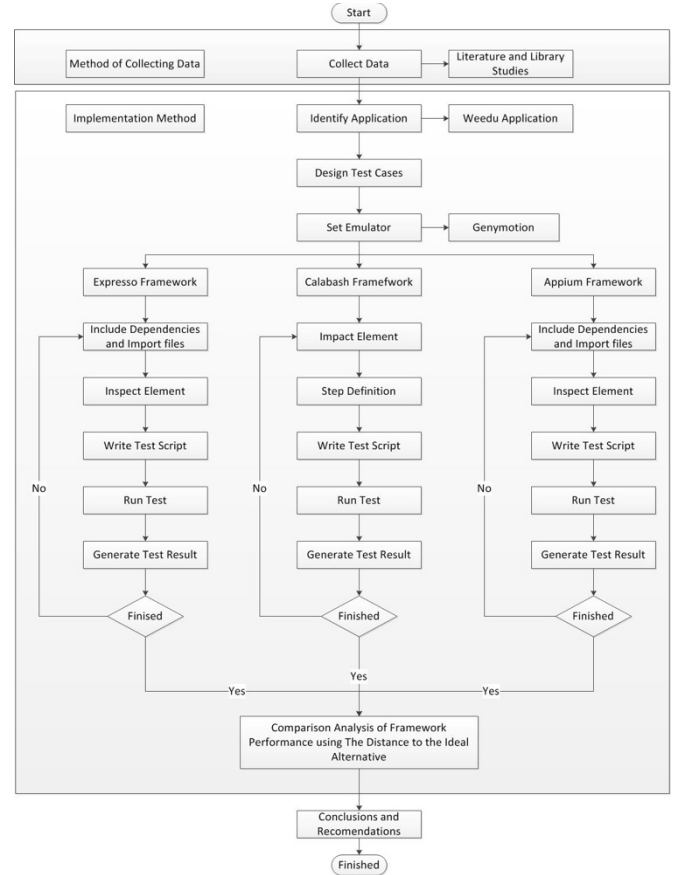 Start
Method of Collecting Data
Collect Data
Literature and Library
Studies
Implementation Method
Identify Application
Weedu Application
Design Test Cases
Set Emulator
Genymotion
Expresso Framework
Calabash Framefwork
Appium Framework
Include Dependencies
and Import files
Impact Element
Include Dependencies
and Import files
Inspect Element
Step Definition
Inspect Element
Write Test Script
Write Test Script
Write Test Script
No
Run Test
No
Run Test
No
Run Test
Generate Test Result
Generate Test Result
Generate Test Result
Finised
Finished
Finished
Yes
Yes
Yes
Comparison Analysis of Framework
Performance using The Distance to the Ideal
Alternative
Conclusions and
Recomendations
Finished